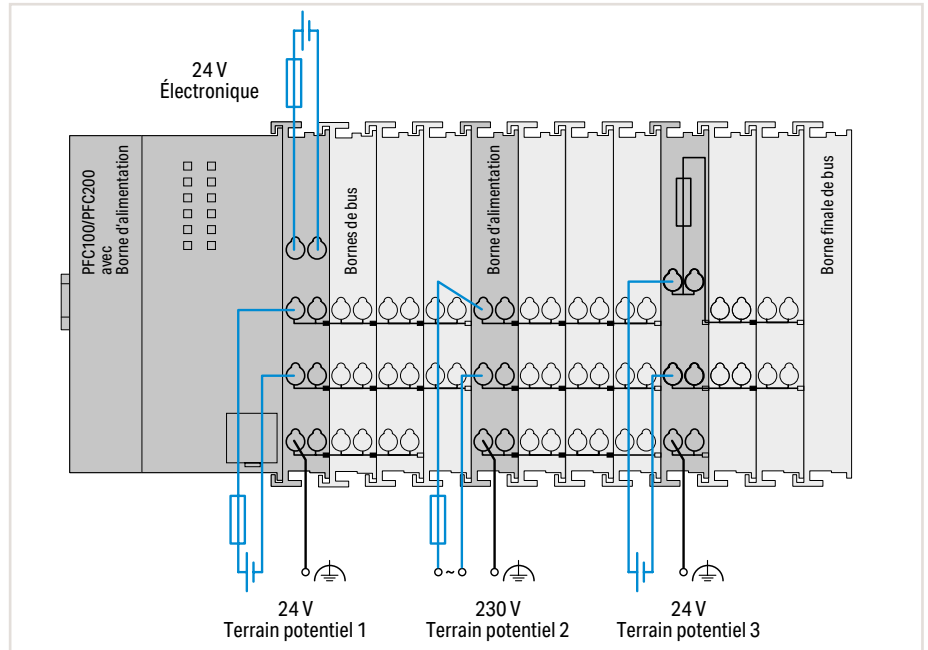 24 V
Électronique
PFC100/PFC200
avec
Borne d'alimentation
Bornes de bus
Borne d'alimentation
Borne finale de bus
~
24 V
Terrain potentiel 1
230 V
Terrain potentiel 2
24 V
Terrain potentiel 3